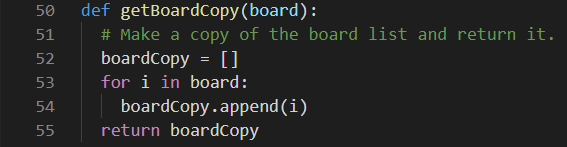 50 def getBoardCopy(board):
51 # Make a copy of the board list and return it.
52 boardCopy = []
53 for i in board:
54 boardCopy.append(i)
55 return boardCopy